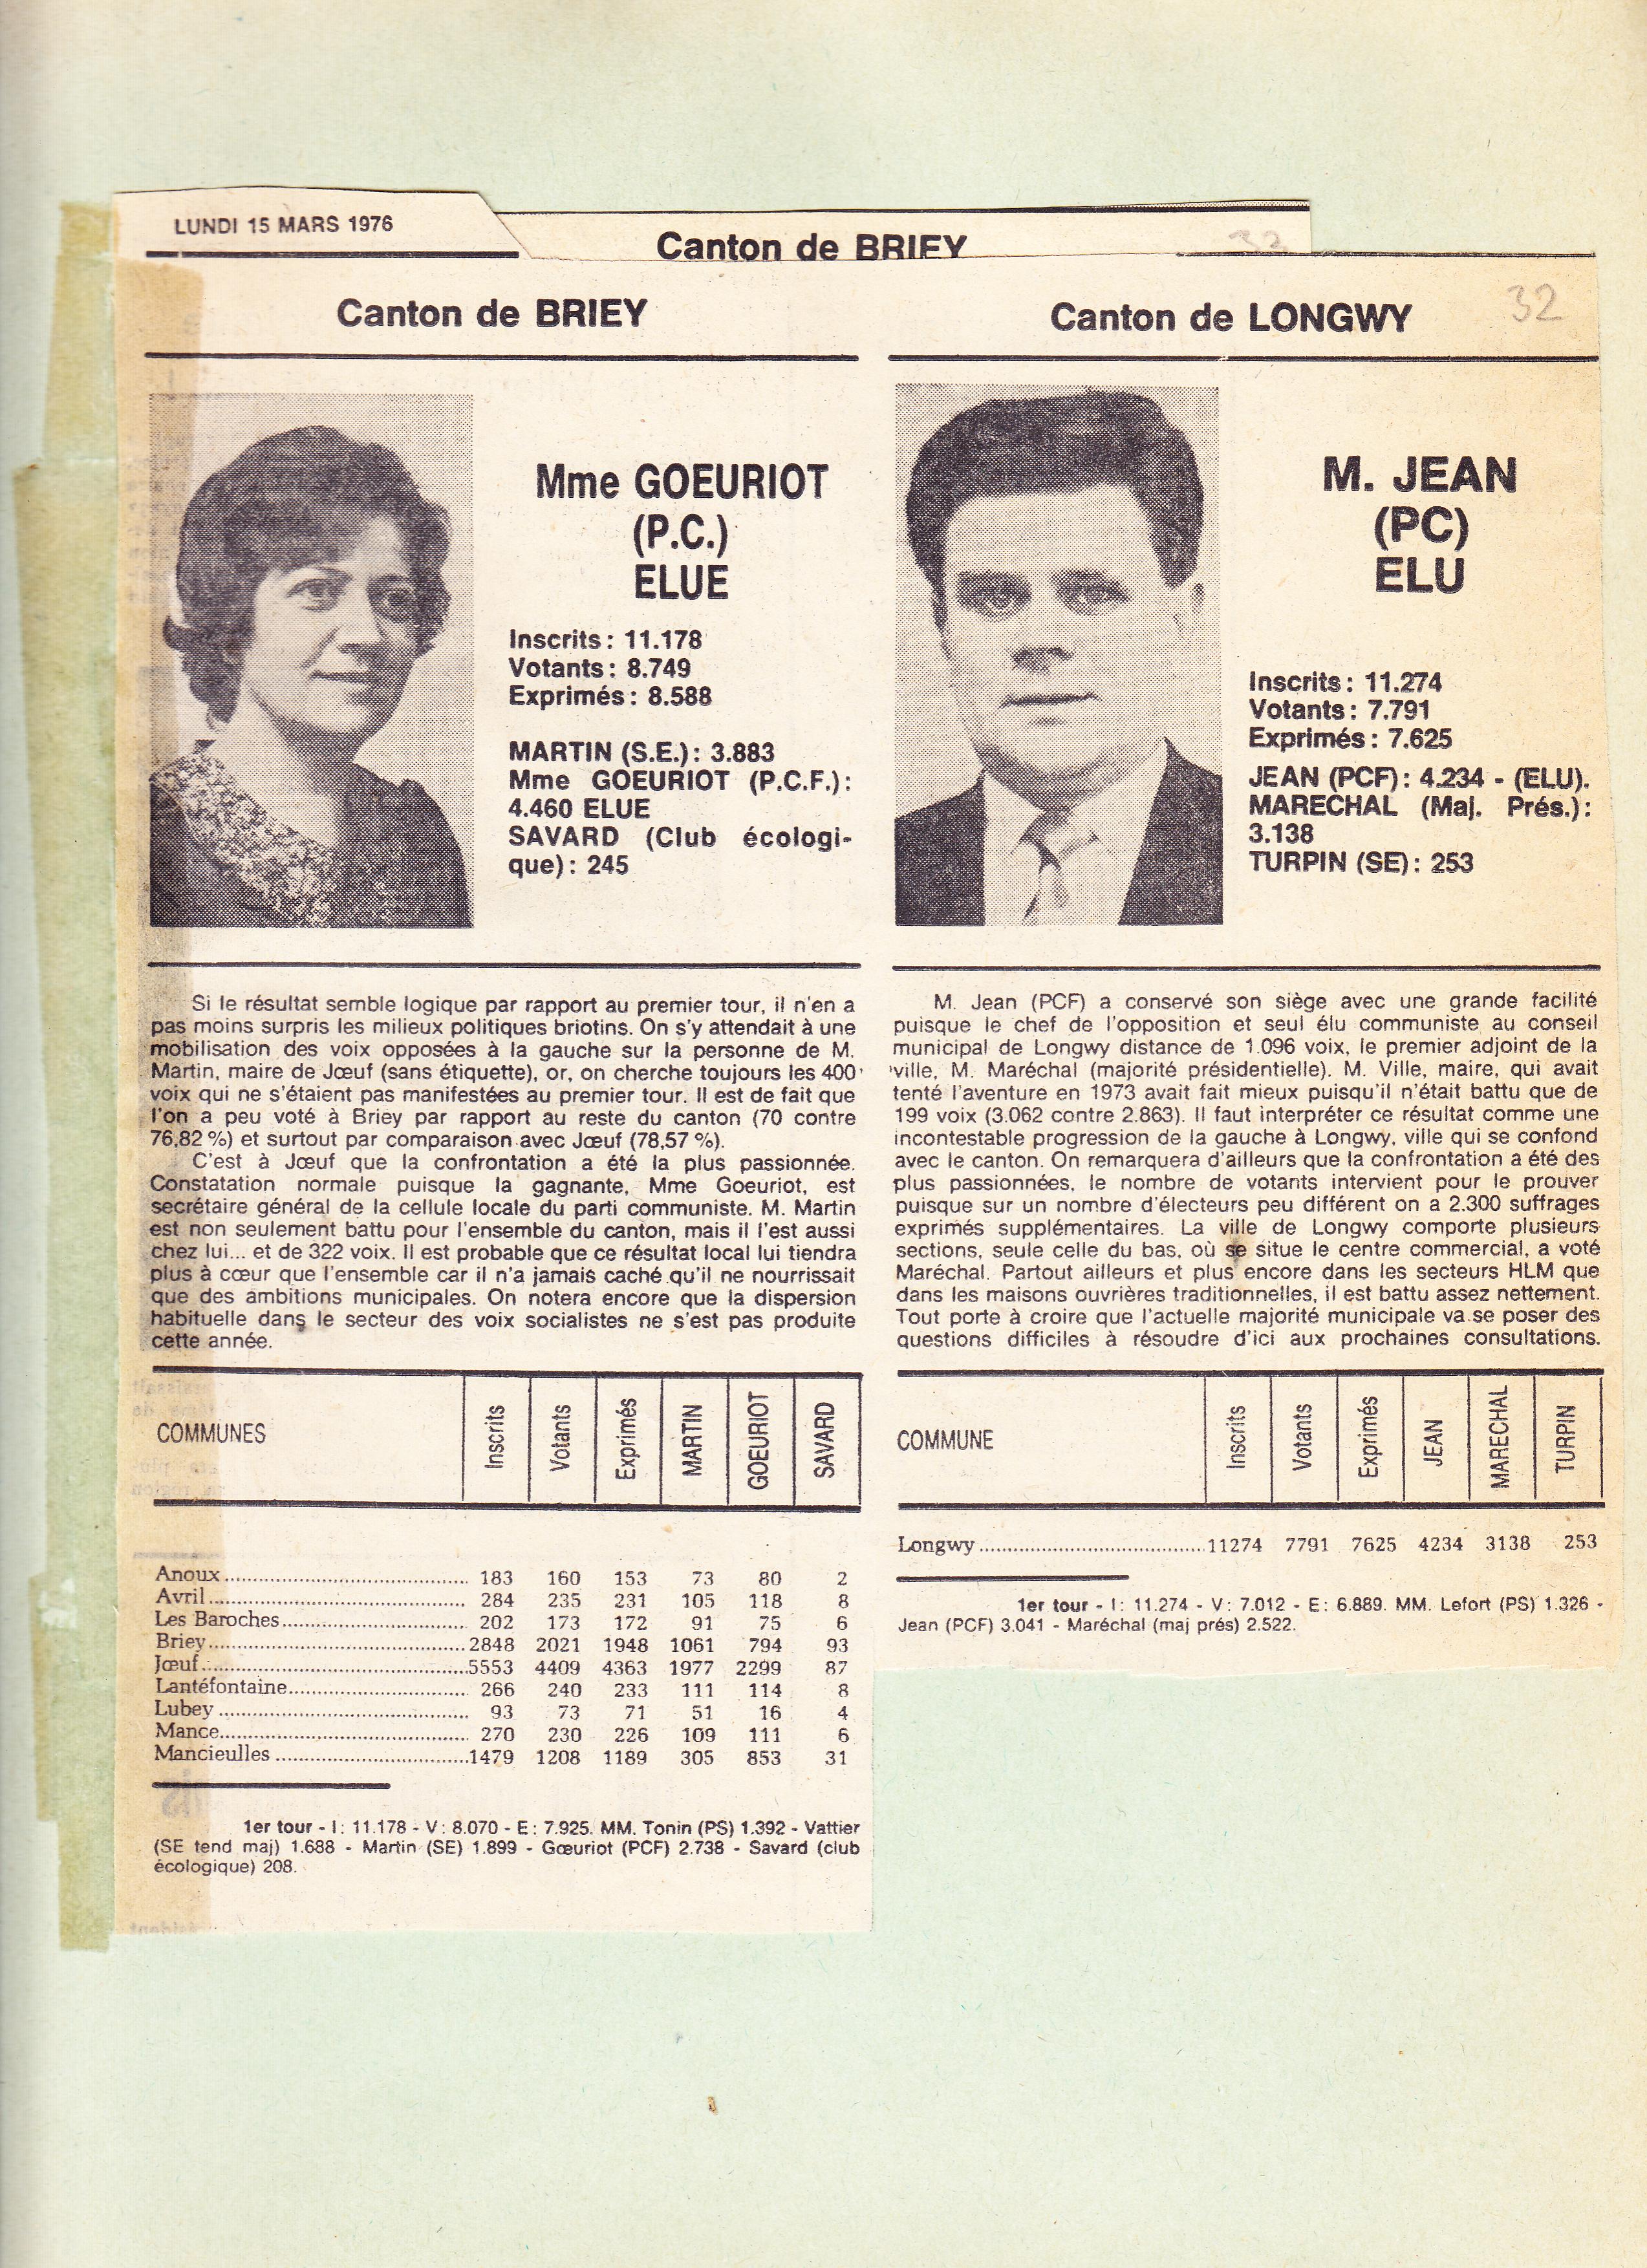 LUNDI 15 MARS 1976
Canton de BRIEY
32
Canton de BRIEY
Mme GOEURIOT
(P.C.)
ELUE
Inscrits : 11.178
Votants : 8.749
Exprimés : 8.588
MARTIN (S.E.) : 3.883
Mme GOEURIOT (P.C.F.) :
4.460 ELUE
SAVARD (Club écologi-
que) : 245
Si le résultat semble logique par rapport au premier tour, il n'en a
pas moins surpris les milieux politiques briotins. On s'y attendait à une
mobilisation des voix opposées à la gauche sur la personne de M.
Martin, maire de Jœuf (sans étiquette), or, on cherche toujours les 400
voix qui ne s'étaient pas manifestées au premier tour. Il est de fait que
l'on a peu voté à Briey par rapport au reste du canton (70 contre
76,82 %) et surtout par comparaison avec Jœuf (78,57 %).
C'est à Jœuf que la confrontation a été la plus passionnée.
Constatation normale puisque la gagnante, Mme Goeuriot, est
secrétaire général de la cellule locale du parti communiste. M. Martin
est non seulement battu pour l'ensemble du canton, mais il l'est aussi
chez lui... et de 322 voix. Il est probable que ce résultat local lui tiendra
plus à cœur que l'ensemble car il n'a jamais caché qu'il ne nourrissait
que des ambitions municipales. On notera encore que la dispersion
habituelle dans le secteur des voix socialistes ne s'est pas produite
cette année.
COMMUNES Inscrits Votants Exprimés MARTIN GOEURIOT SAVARD
Anoux 183 160 153 73 80 2
Avril 284 235 231 105 118 8
Les Baroches 202 173 172 91 75 6
Briey 2848 2021 1948 1061 794 93
Jœuf 5553 4409 4363 1977 2299 87
Lantéfontaine 266 240 233 111 114 8
Lubey 93 73 71 51 16 4
Mance 270 230 226 109 111 6
Mancieulles 1479 1208 1189 305 853 31
1er tour - I : 11.178 - V : 8.070 - E : 7.925. MM. Tonin (PS) 1.392 - Vattier
(SE tend maj) 1.688 - Martin (SE) 1.899 - Gœuriot (PCF) 2.738 - Savard (club
écologique) 208.
Canton de LONGWY
32
M. JEAN
(PC)
ELU
Inscrits : 11.274
Votants : 7.791
Exprimés : 7.625
JEAN (PCF) : 4.234 - (ELU).
MARECHAL (Maj. Prés.) :
3.138
TURPIN (SE) : 253
M. Jean (PCF) a conservé son siège avec une grande facilité
puisque le chef de l'opposition et seul élu communiste au conseil
municipal de Longwy distance de 1.096 voix, le premier adjoint de la
ville, M. Maréchal (majorité présidentielle). M. Ville, maire, qui avait
tenté l'aventure en 1973 avait fait mieux puisqu'il n'était battu que de
199 voix (3.062 contre 2.863). Il faut interpréter ce résultat comme une
incontestable progression de la gauche à Longwy, ville qui se confond
avec le canton. On remarquera d'ailleurs que la confrontation a été des
plus passionnées, le nombre de votants intervient pour le prouver
puisque sur un nombre d'électeurs peu différent on a 2.300 suffrages
exprimés supplémentaires. La ville de Longwy comporte plusieurs
sections, seule celle du bas, où se situe le centre commercial, a voté
Maréchal. Partout ailleurs et plus encore dans les secteurs HLM que
dans les maisons ouvrières traditionnelles, il est battu assez nettement.
Tout porte à croire que l'actuelle majorité municipale va se poser des
questions difficiles à résoudre d'ici aux prochaines consultations.
COMMUNE Inscrits Votants Exprimés JEAN MARECHAL TURPIN
Longwy 11274 7791 7625 4234 3138 253
1er tour - I : 11.274 - V : 7.012 - E : 6.889. MM. Lefort (PS) 1.326 -
Jean (PCF) 3.041 - Maréchal (maj prés) 2.522.